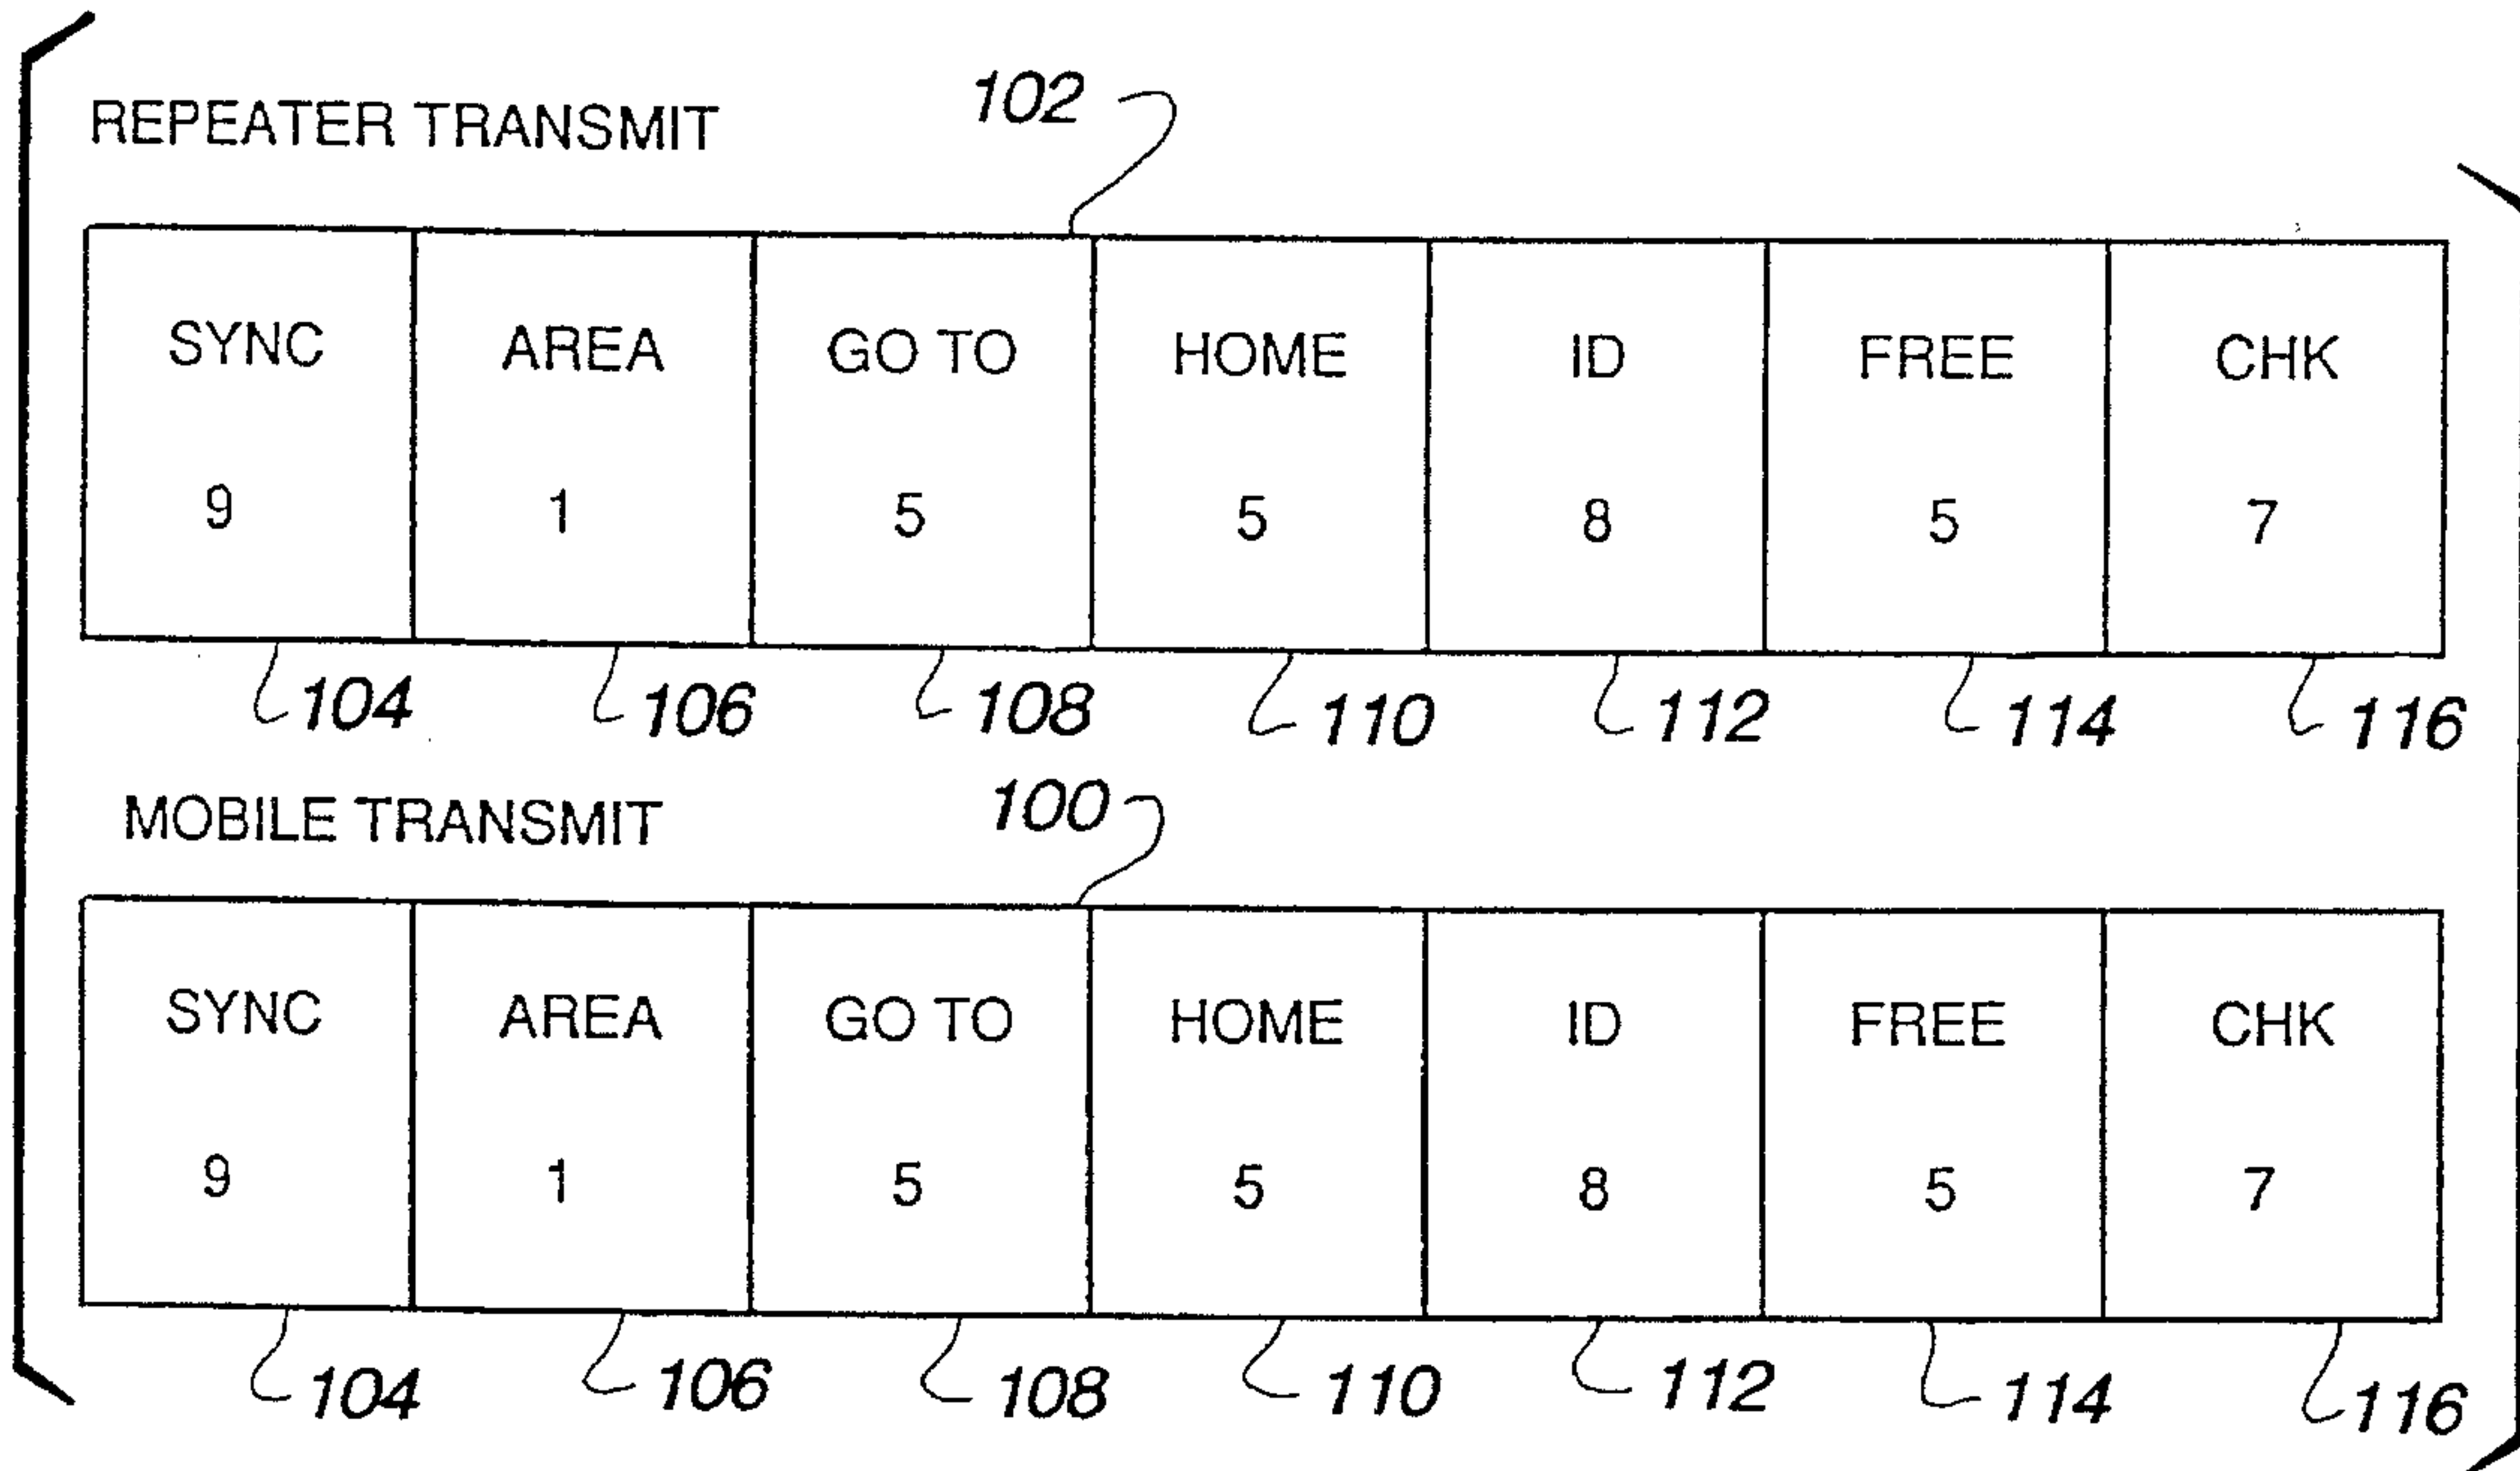 102
REPEATER TRANSMIT
SYNC AREA GO TO HOME ID FREE CHK
9 1 5 5 8 5 7
104 106 108 110 112 114 116
100
MOBILE TRANSMIT
SYNC AREA GO TO HOME ID FREE CHK
9 1 5 5 8 5 7
104 106 108 110 112 114 116